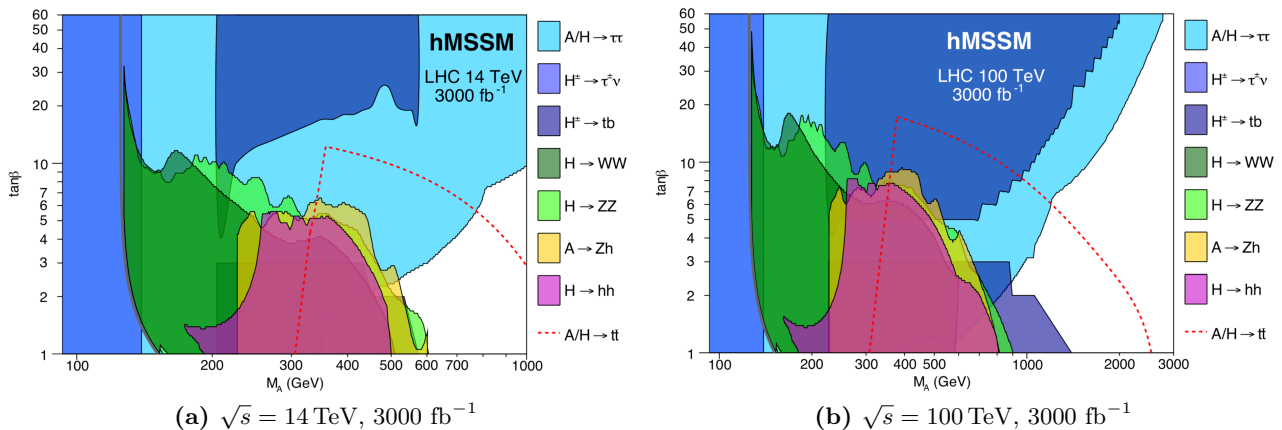 60
50
40
30
20
10
7
6
5
4
3
2
1
tanβ
hMSSM
LHC 14 TeV
3000 fb⁻¹
100
200
300
400
500
600
1000
M_A (GeV)
A/H→ττ
H±→τ±ν
H±→tb
H→WW
H→ZZ
A→Zh
H→hh
A/H→tt
(a) √s = 14 TeV, 3000 fb⁻¹
60
50
40
30
20
10
7
6
5
4
3
2
1
tanβ
hMSSM
LHC 100 TeV
3000 fb⁻¹
100
200
300
400
500
1000
2000
3000
M_A (GeV)
A/H→ττ
H±→τ±ν
H±→tb
H→WW
H→ZZ
A→Zh
H→hh
A/H→tt
(b) √s = 100 TeV, 3000 fb⁻¹